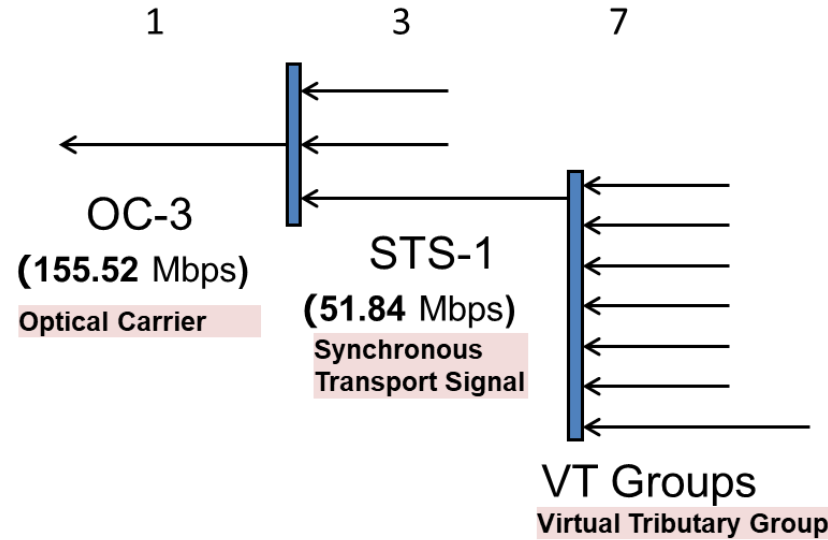 1
3
7
OC-3
(155.52 Mbps)
Optical Carrier
STS-1
(51.84 Mbps)
Synchronous
Transport Signal
VT Groups
Virtual Tributary Group